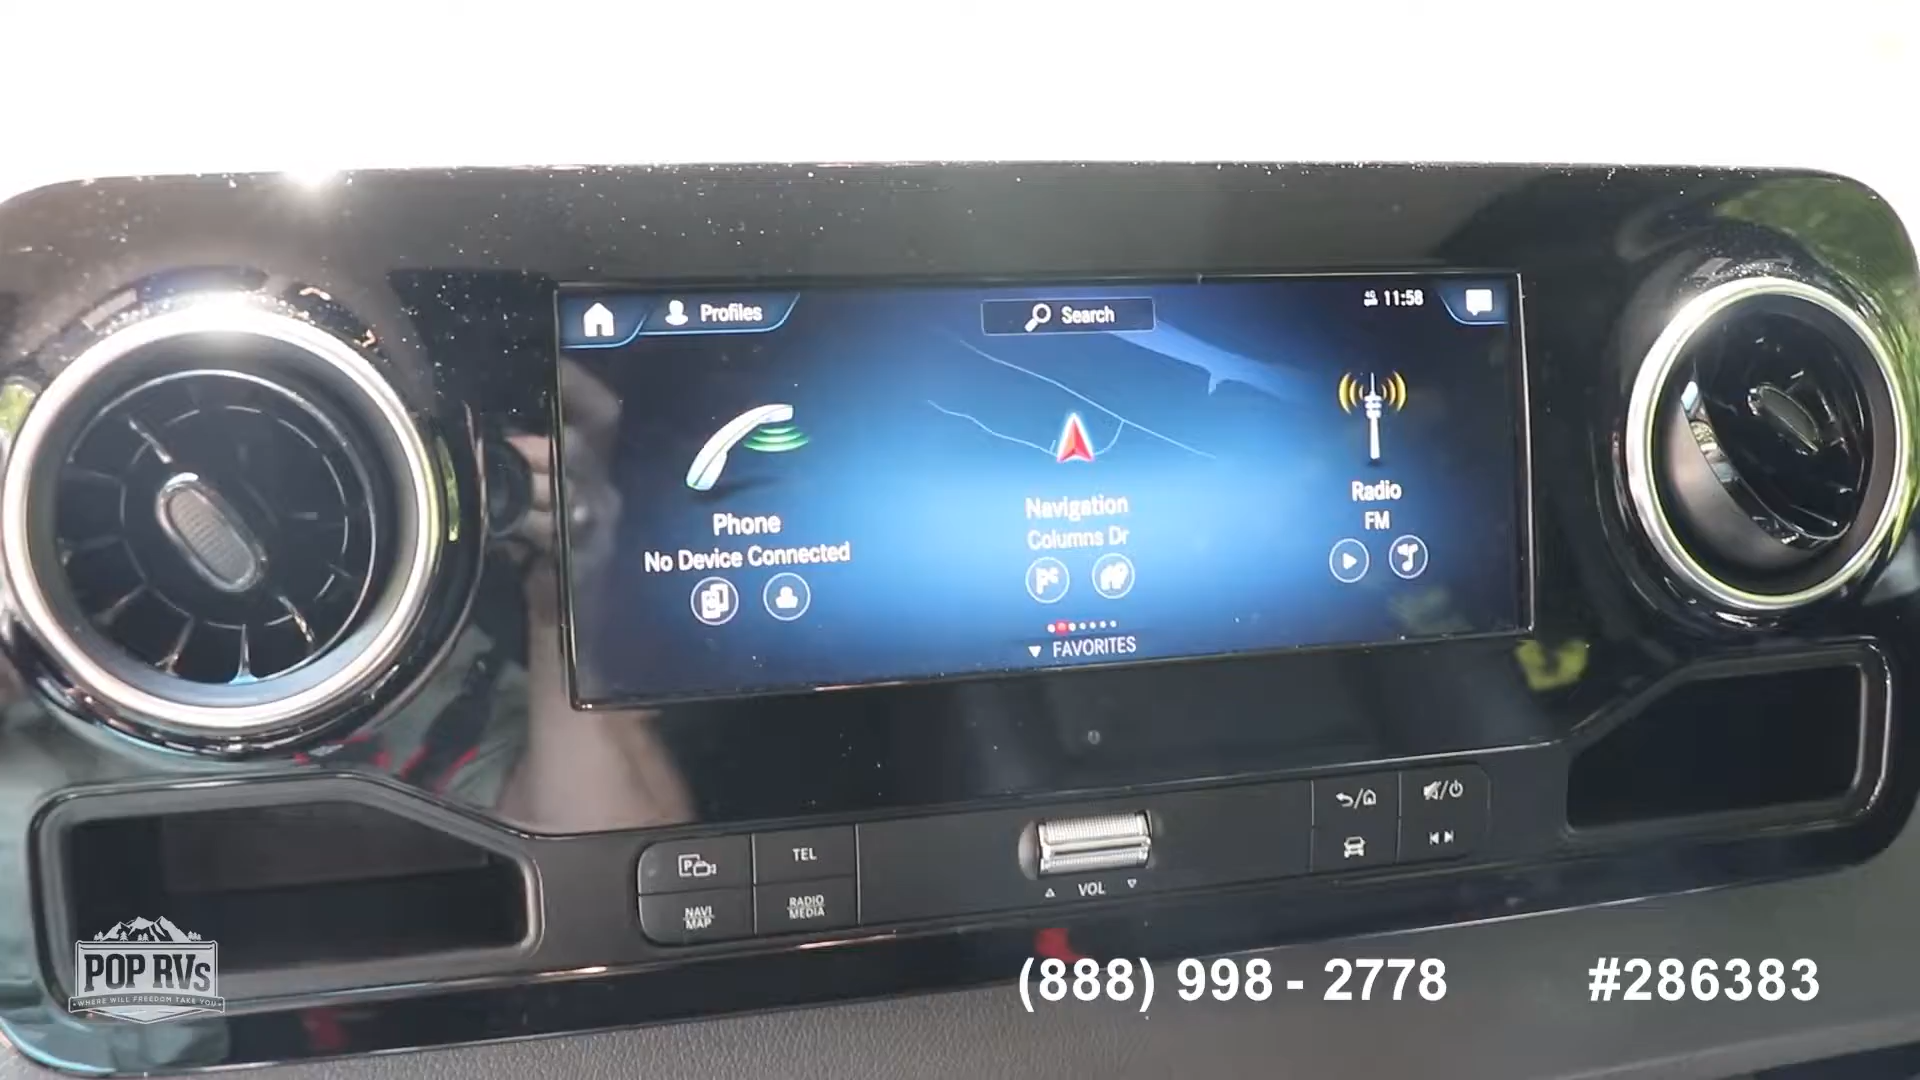 Profiles
Search
4G 11:58
Phone
No Device Connected
Navigation
Columns Dr
Radio
FM
FAVORITES
P
TEL
NAVI
MAP
RADIO
MEDIA
VOL
POP RVs
WHERE WILL FREEDOM TAKE YOU
(888) 998 - 2778
#286383